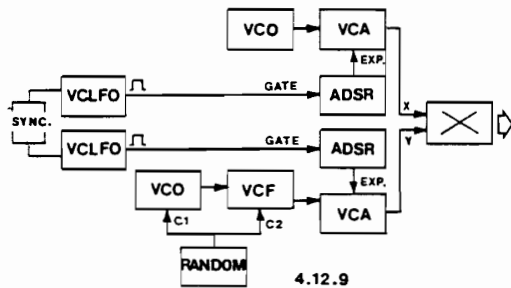 VCO
VCA
EXP.
VCLFO
GATE
ADSR
X
SYNC.
Y
VCLFO
GATE
ADSR
EXP.
VCO
VCF
VCA
C1
C2
RANDOM
4.12.9